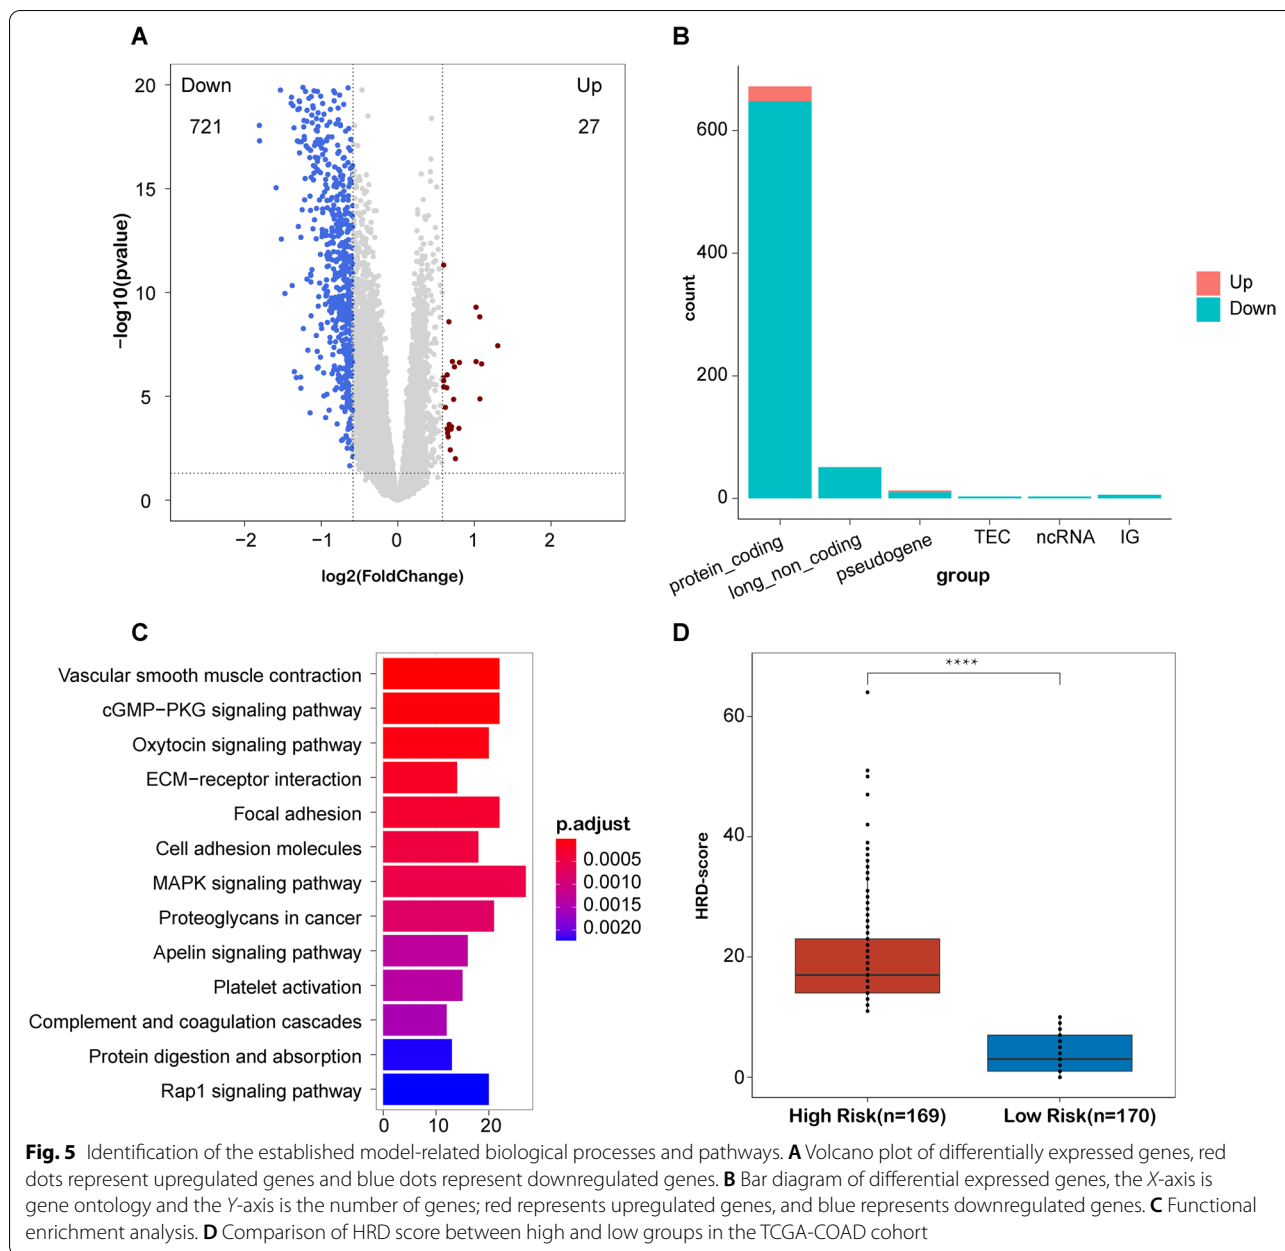 A
Down
Up
721
27
20
15
10
5
0
−log10(pvalue)
−2
−1
0
1
2
log2(FoldChange)
B
600
400
200
0
count
protein_coding
long_non_coding
pseudogene
TEC
ncRNA
IG
group
Up
Down
C
Vascular smooth muscle contraction
cGMP−PKG signaling pathway
Oxytocin signaling pathway
ECM−receptor interaction
Focal adhesion
Cell adhesion molecules
MAPK signaling pathway
Proteoglycans in cancer
Apelin signaling pathway
Platelet activation
Complement and coagulation cascades
Protein digestion and absorption
Rap1 signaling pathway
0
10
20
p.adjust
0.0005
0.0010
0.0015
0.0020
D
****
60
40
20
0
HRD-score
High Risk(n=169)
Low Risk(n=170)
Fig. 5 Identification of the established model-related biological processes and pathways. A Volcano plot of differentially expressed genes, red
dots represent upregulated genes and blue dots represent downregulated genes. B Bar diagram of differential expressed genes, the X-axis is
gene ontology and the Y-axis is the number of genes; red represents upregulated genes, and blue represents downregulated genes. C Functional
enrichment analysis. D Comparison of HRD score between high and low groups in the TCGA-COAD cohort